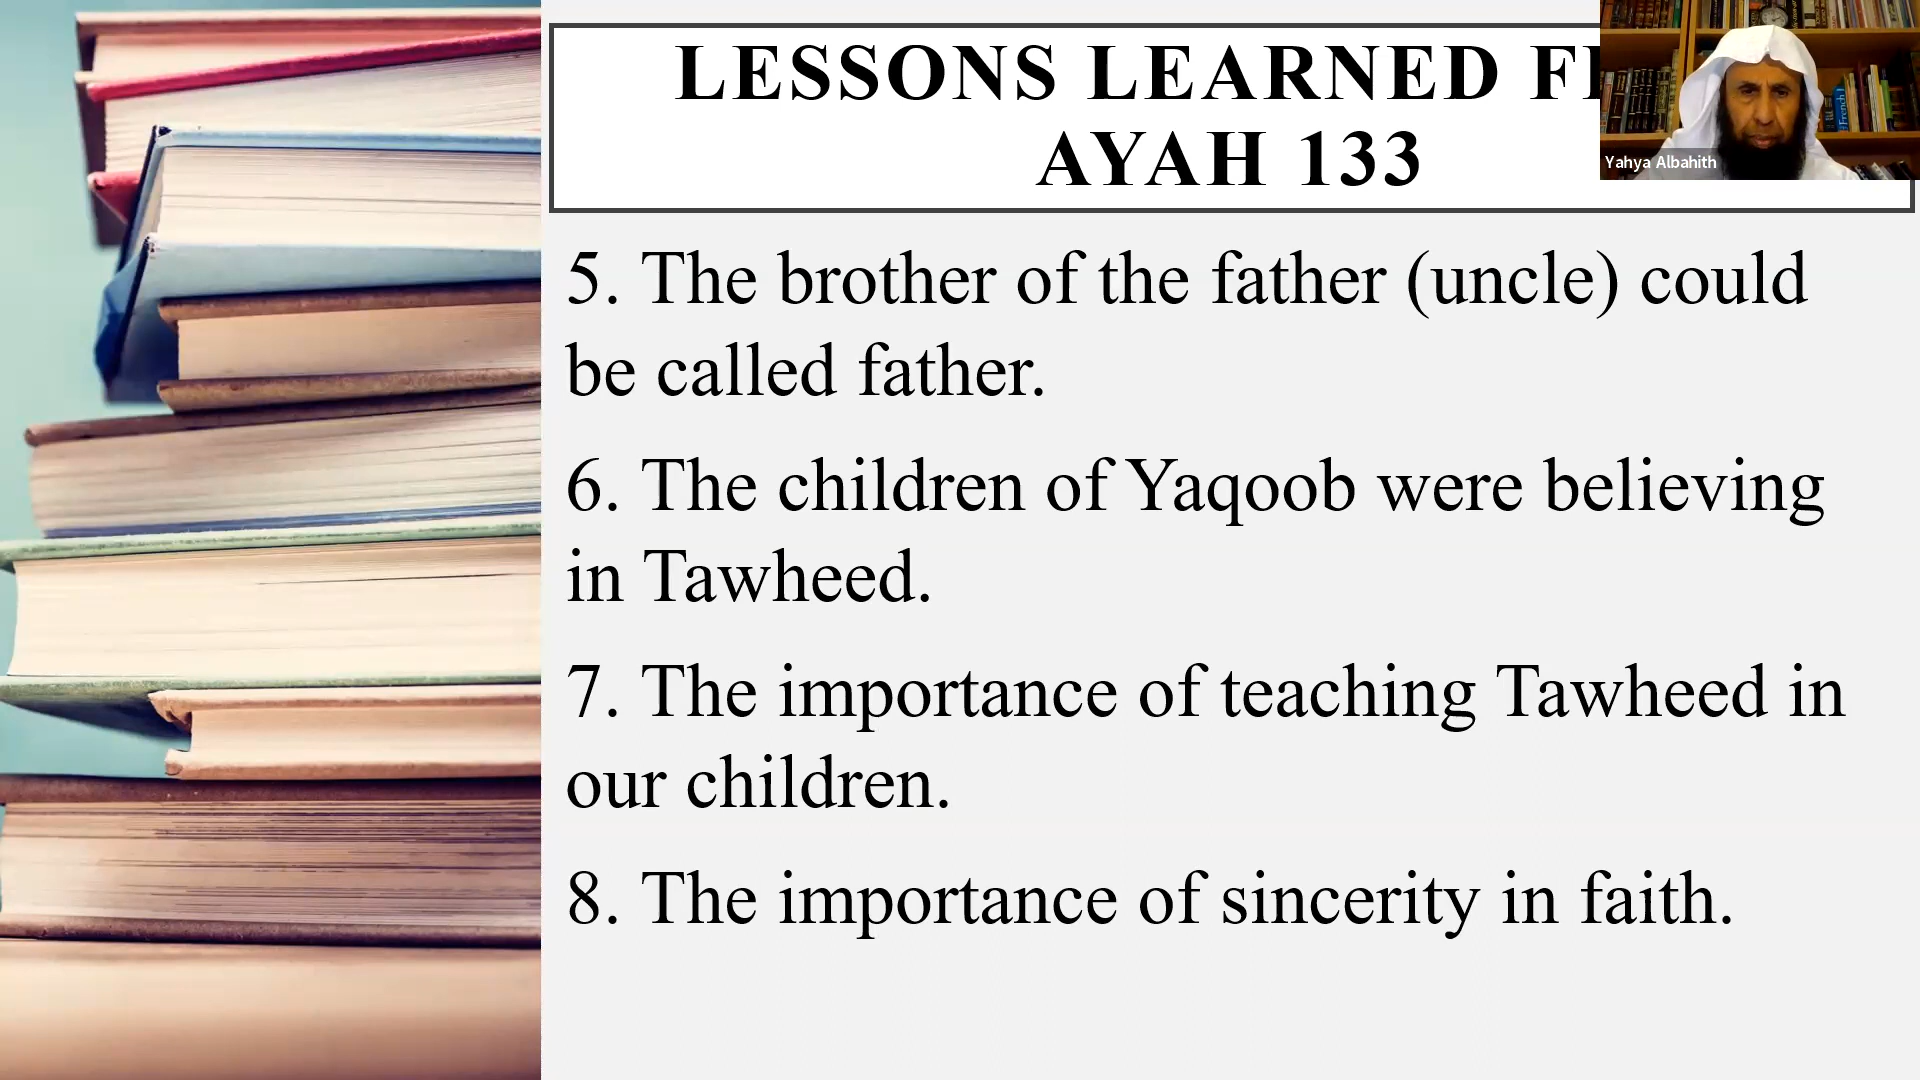 LESSONS LEARNED
AYAH 133
Yahya Albahith
5. The brother of the father (uncle) could
be called father.
6. The children of Yaqoob were believing
in Tawheed.
7. The importance of teaching Tawheed in
our children.
8. The importance of sincerity in faith.